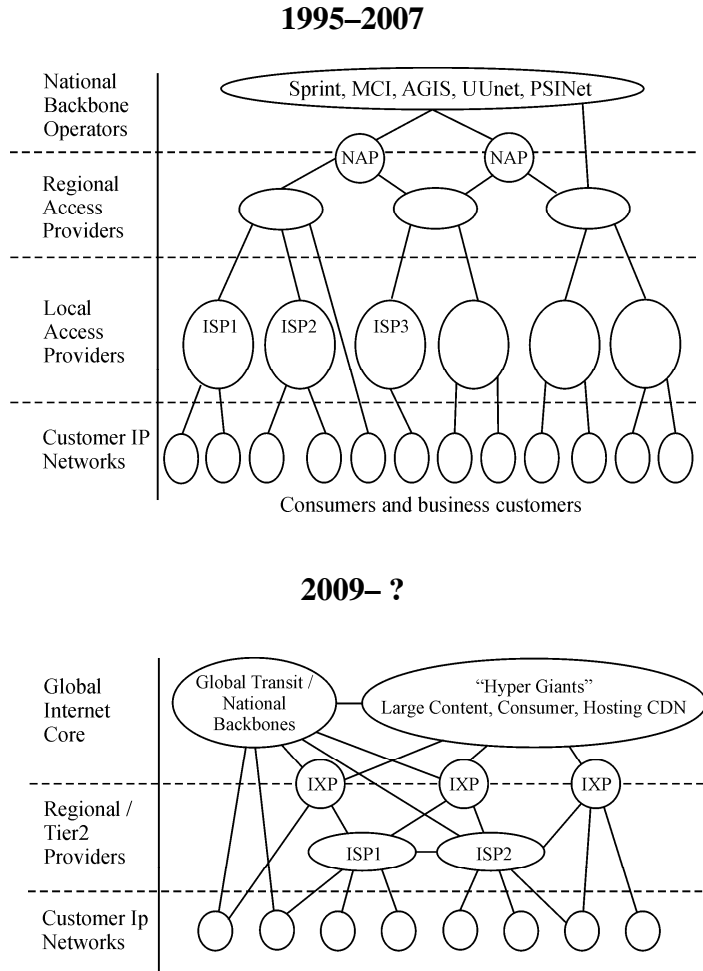 1995–2007
National
Backbone
Operators
Sprint, MCI, AGIS, UUnet, PSINet
NAP
NAP
Regional
Access
Providers
Local
Access
Providers
ISP1
ISP2
ISP3
Customer IP
Networks
Consumers and business customers
2009– ?
Global
Internet
Core
Global Transit /
National
Backbones
“Hyper Giants”
Large Content, Consumer, Hosting CDN
IXP
IXP
IXP
Regional /
Tier2
Providers
ISP1
ISP2
Customer Ip
Networks